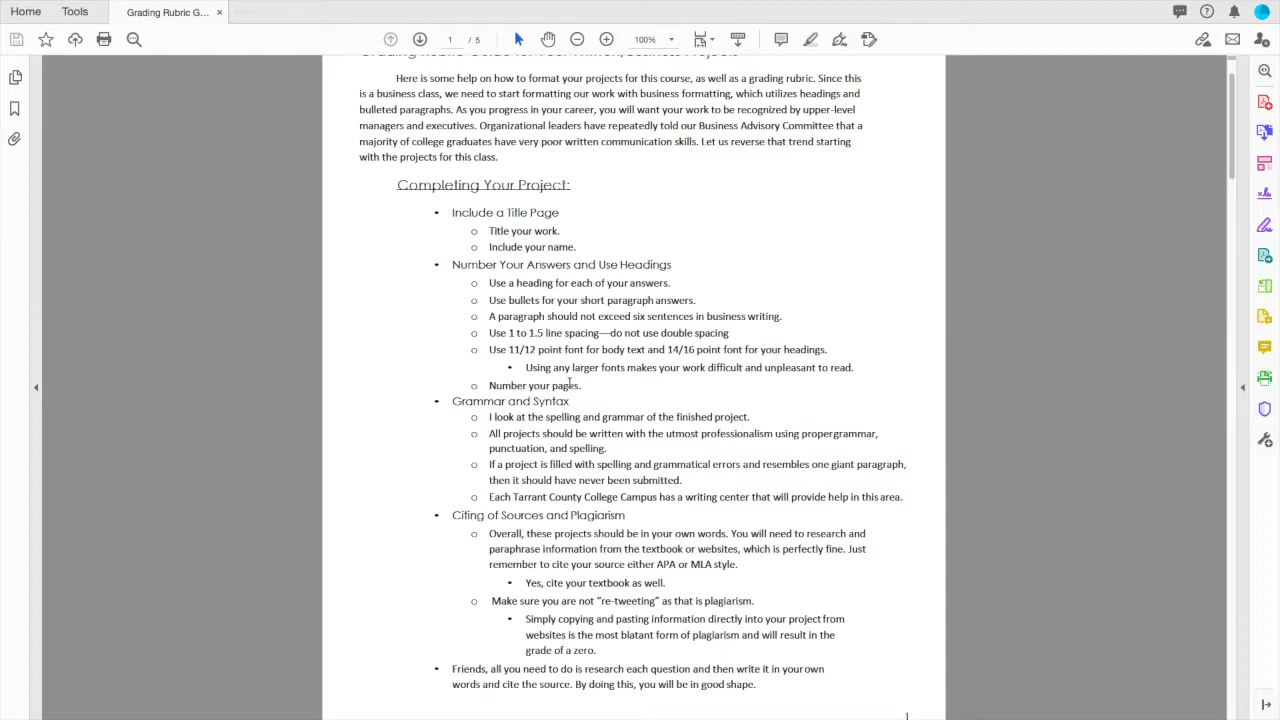 Home
Tools
Grading Rubric G...
1 / 5
100%
Here is some help on how to format your projects for this course, as well as a grading rubric. Since this
is a business class, we need to start formatting our work with business formatting, which utilizes headings and
bulleted paragraphs. As you progress in your career, you will want your work to be recognized by upper-level
managers and executives. Organizational leaders have repeatedly told our Business Advisory Committee that a
majority of college graduates have very poor written communication skills. Let us reverse that trend starting
with the projects for this class.
Completing Your Project:
• Include a Title Page
o Title your work.
o Include your name.
• Number Your Answers and Use Headings
o Use a heading for each of your answers.
o Use bullets for your short paragraph answers.
o A paragraph should not exceed six sentences in business writing.
o Use 1 to 1.5 line spacing—do not use double spacing
o Use 11/12 point font for body text and 14/16 point font for your headings.
• Using any larger fonts makes your work difficult and unpleasant to read.
o Number your pages.
• Grammar and Syntax
o I look at the spelling and grammar of the finished project.
o All projects should be written with the utmost professionalism using proper grammar,
punctuation, and spelling.
o If a project is filled with spelling and grammatical errors and resembles one giant paragraph,
then it should have never been submitted.
o Each Tarrant County College Campus has a writing center that will provide help in this area.
• Citing of Sources and Plagiarism
o Overall, these projects should be in your own words. You will need to research and
paraphrase information from the textbook or websites, which is perfectly fine. Just
remember to cite your source either APA or MLA style.
• Yes, cite your textbook as well.
o Make sure you are not "re-tweeting" as that is plagiarism.
• Simply copying and pasting information directly into your project from
websites is the most blatant form of plagiarism and will result in the
grade of a zero.
• Friends, all you need to do is research each question and then write it in your own
words and cite the source. By doing this, you will be in good shape.
1